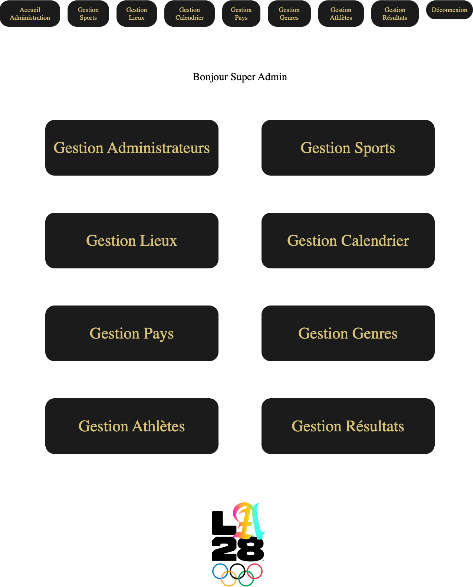 Accueil
Administration
Gestion
Sports
Gestion
Lieux
Gestion
Calendrier
Gestion
Pays
Gestion
Genres
Gestion
Athlètes
Gestion
Résultats
Déconnexion
Bonjour Super Admin
Gestion Administrateurs
Gestion Sports
Gestion Lieux
Gestion Calendrier
Gestion Pays
Gestion Genres
Gestion Athlètes
Gestion Résultats
LA
28